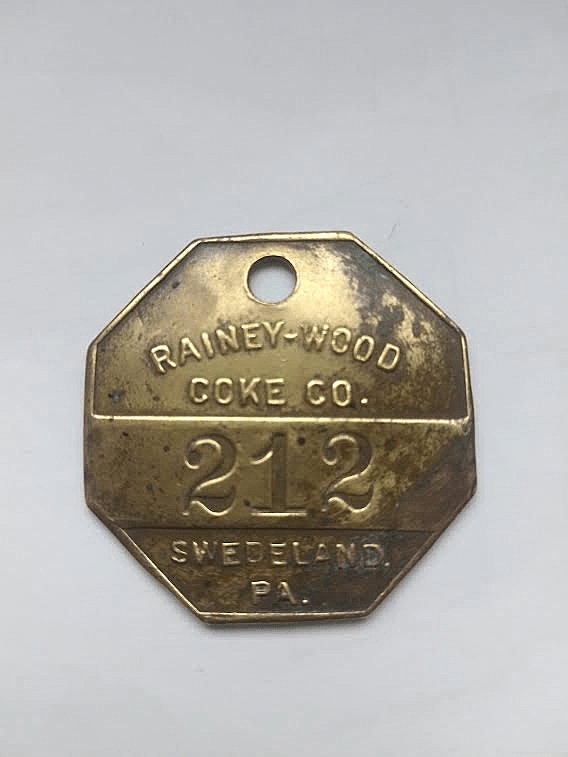 RAINEY-WOOD
COKE CO.
212
SWEDELAND.
PA.